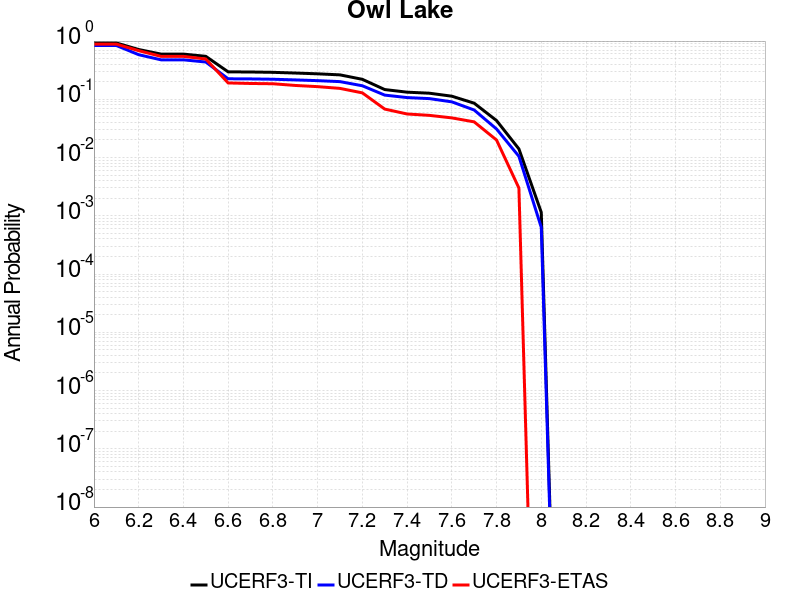 Owl Lake
10^0
10^-1
10^-2
10^-3
10^-4
10^-5
10^-6
10^-7
10^-8
Annual Probability
6 6.2 6.4 6.6 6.8 7 7.2 7.4 7.6 7.8 8 8.2 8.4 8.6 8.8 9
Magnitude
UCERF3-TI UCERF3-TD UCERF3-ETAS